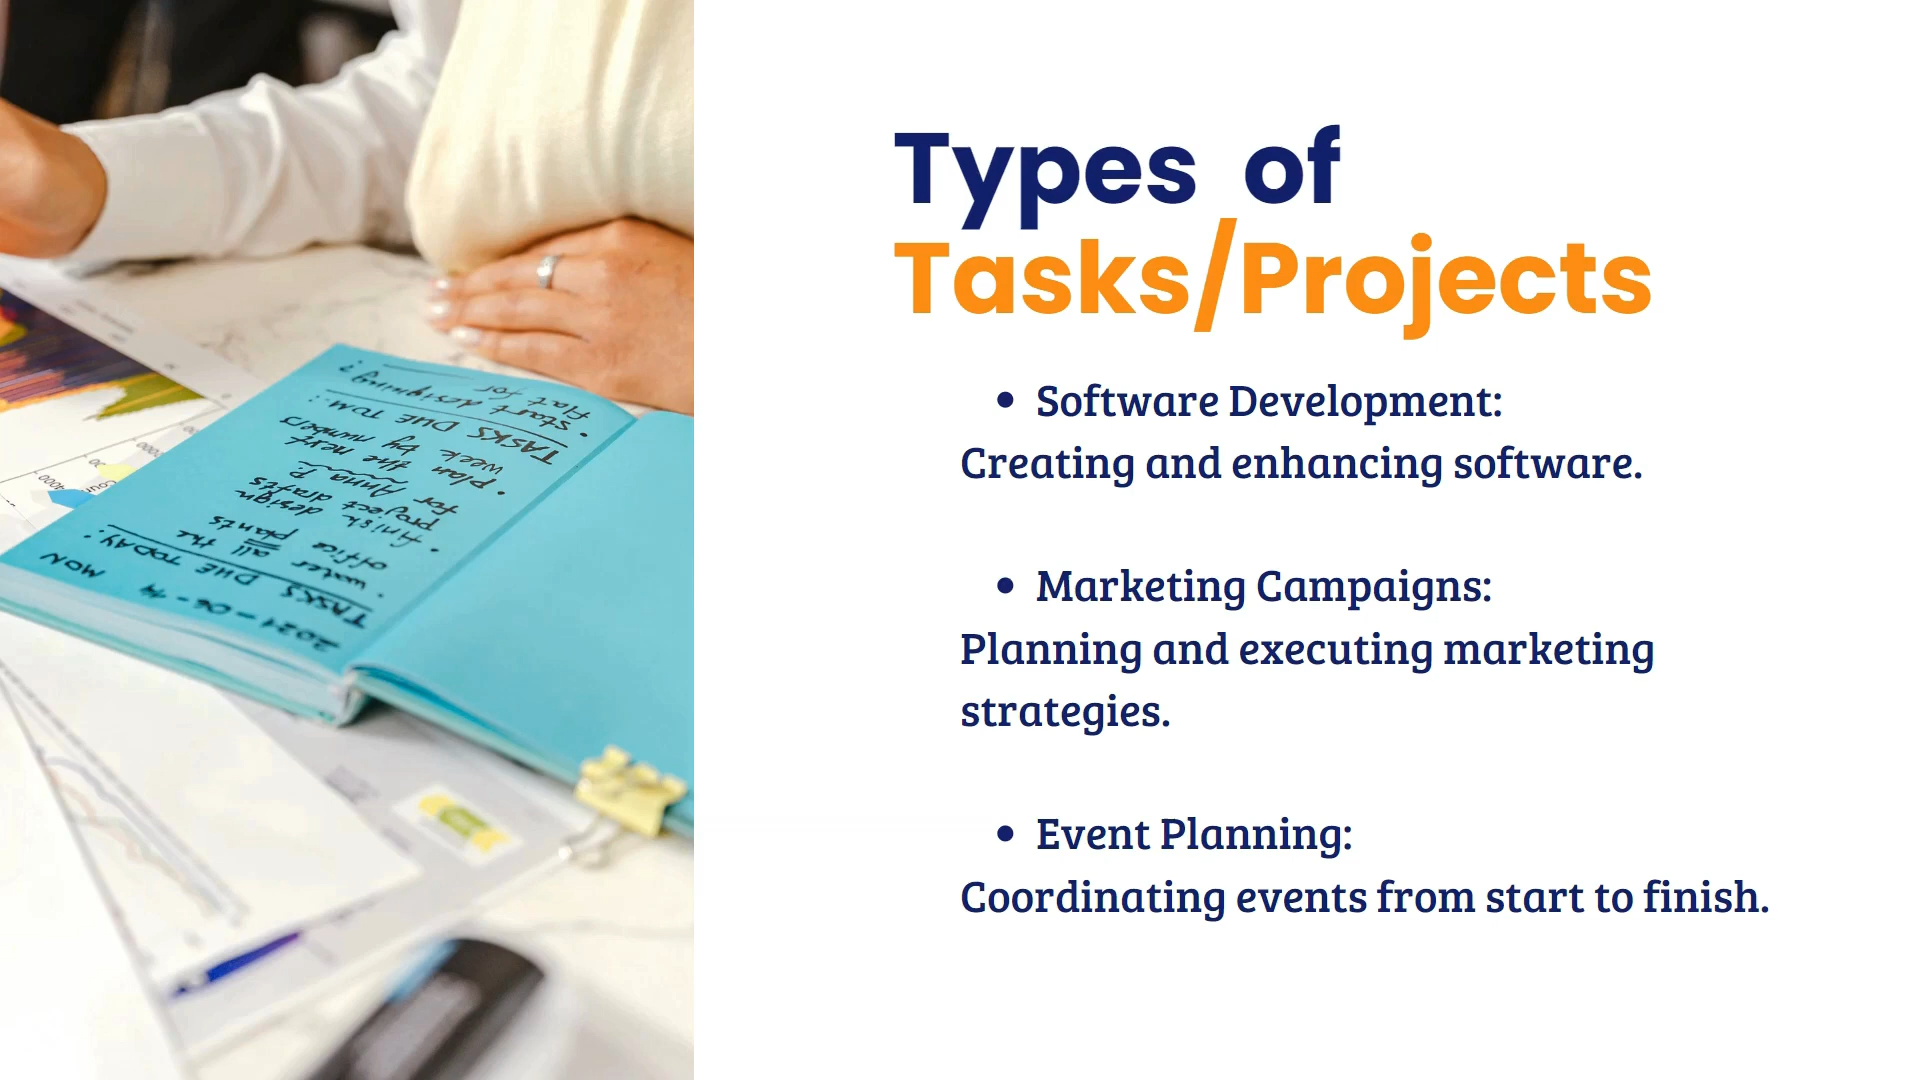 Types of
Tasks/Projects
• Software Development:
Creating and enhancing software.
• Marketing Campaigns:
Planning and executing marketing
strategies.
• Event Planning:
Coordinating events from start to finish.
2021-06-14 MON
TASKS DUE TODAY:
• water all the
office plants
• finish design
project drafts
for Anna P.
• plan the next
week by numbers
TASKS DUE TOM.:
• start designing
flat for